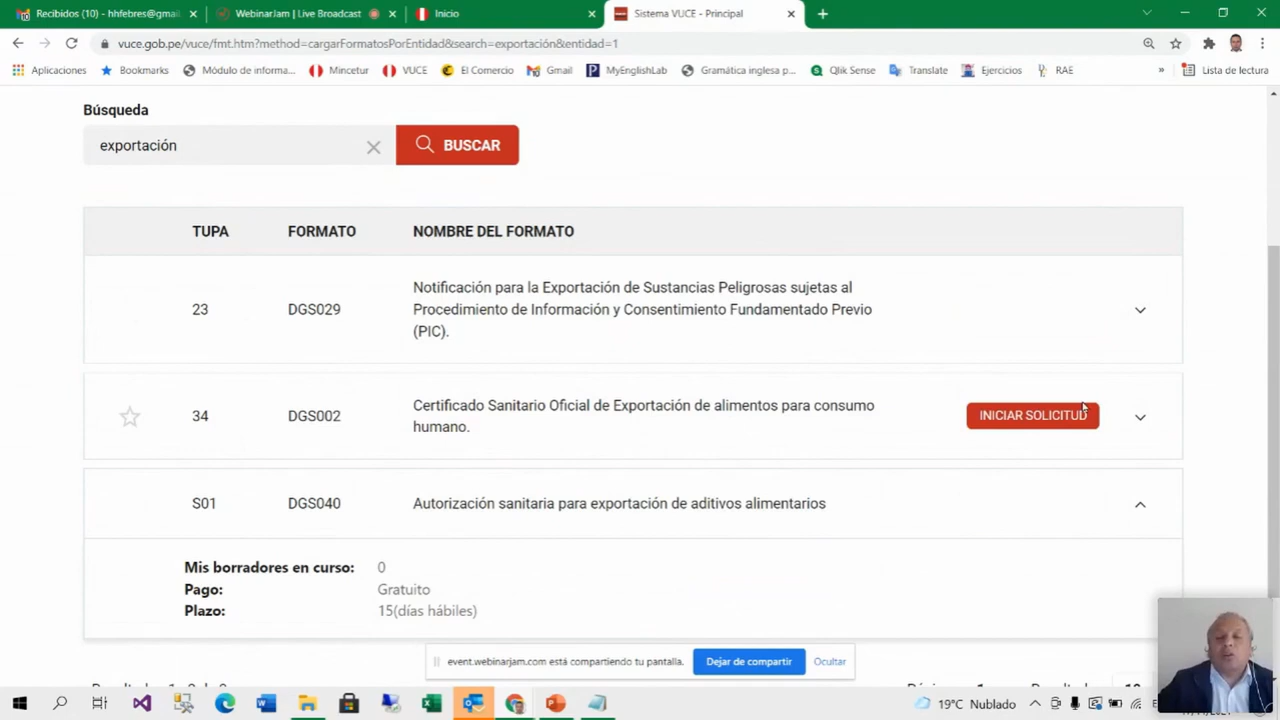 Recibidos (10) - hhfebres@gmail
WebinarJam | Live Broadcast
Inicio
Sistema VUCE - Principal
vuce.gob.pe/vuce/fmt.htm?method=cargarFormatosPorEntidad&search=exportación&entidad=1
Aplicaciones
Bookmarks
Módulo de informa...
Mincetur
VUCE
El Comercio
Gmail
MyEnglishLab
Gramática inglesa p...
Qlik Sense
Translate
Ejercicios
RAE
»
Lista de lectura
Búsqueda
exportación
BUSCAR
TUPA FORMATO NOMBRE DEL FORMATO
23 DGS029 Notificación para la Exportación de Sustancias Peligrosas sujetas al
Procedimiento de Información y Consentimiento Fundamentado Previo
(PIC).
34 DGS002 Certificado Sanitario Oficial de Exportación de alimentos para consumo
humano.
INICIAR SOLICITUD
S01 DGS040 Autorización sanitaria para exportación de aditivos alimentarios
Mis borradores en curso: 0
Pago: Gratuito
Plazo: 15(días hábiles)
event.webinarjam.com está compartiendo tu pantalla.
Dejar de compartir
Ocultar
19°C Nublado